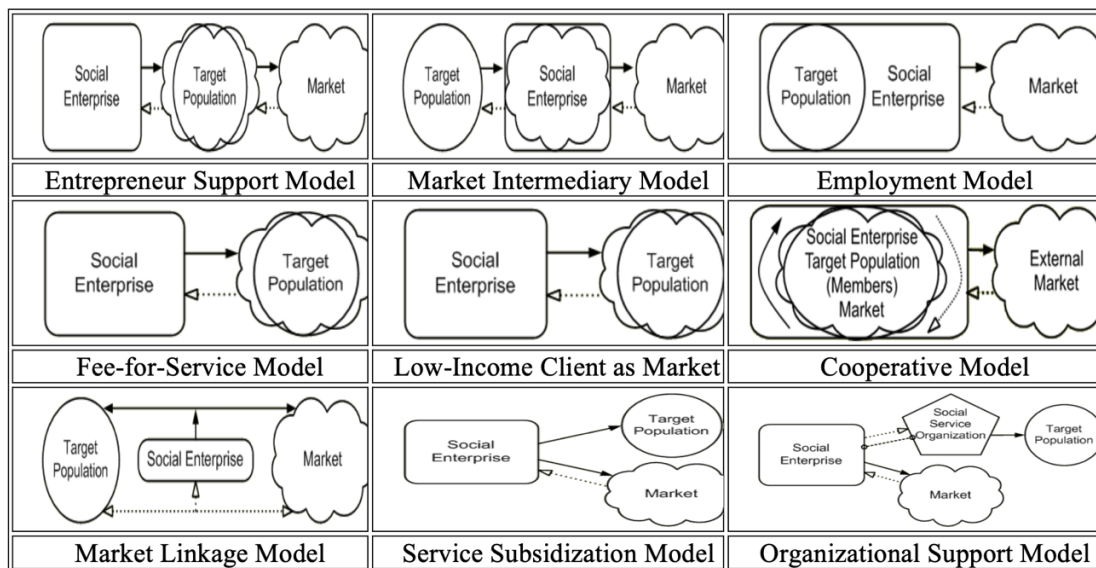 Social
Enterprise
Target
Population
Market
Target
Population
Social
Enterprise
Market
Target
Population
Social
Enterprise
Market
Entrepreneur Support Model
Market Intermediary Model
Employment Model
Social
Enterprise
Target
Population
Social
Enterprise
Target
Population
Social Enterprise
Target Population
(Members)
Market
External
Market
Fee-for-Service Model
Low-Income Client as Market
Cooperative Model
Target
Population
Social Enterprise
Market
Social
Enterprise
Target
Population
Market
Social
Enterprise
Social
Service
Organization
Target
Population
Market
Market Linkage Model
Service Subsidization Model
Organizational Support Model